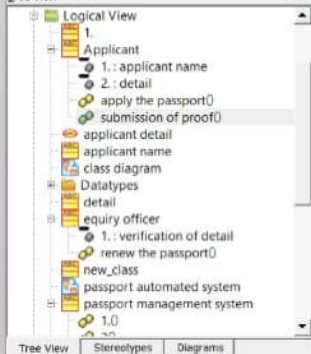 Logical View
1.
Applicant
1. : applicant name
2. : detail
apply the passport()
submission of proof()
applicant detail
applicant name
class diagram
Datatypes
detail
equiry officer
1. : verification of detail
renew the passport()
new_class
passport automated system
passport management system
1.()
Tree View Stereotypes Diagrams